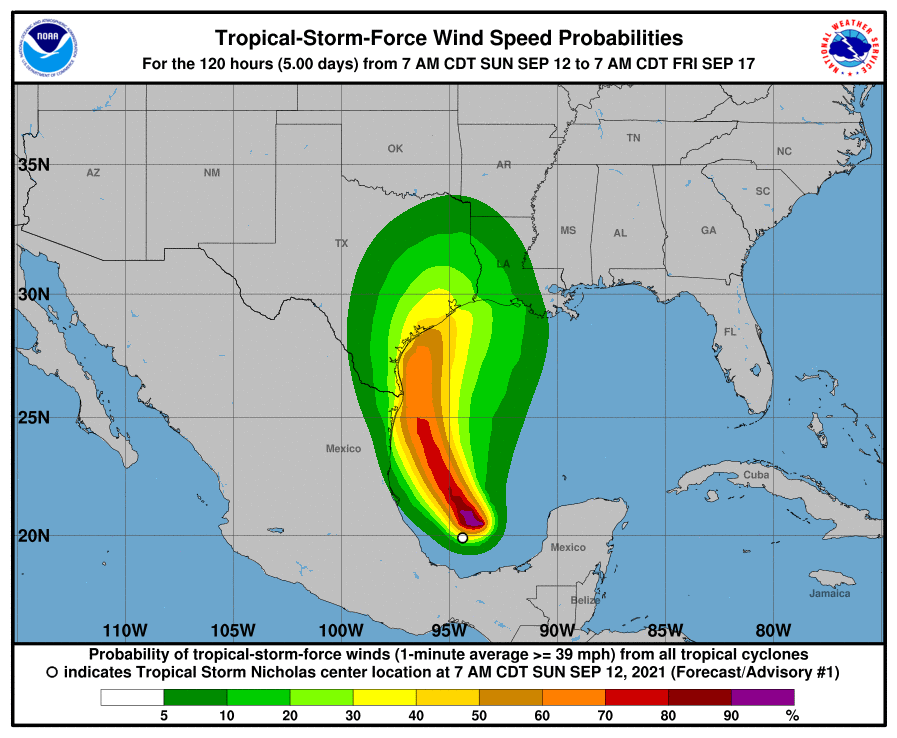 Tropical-Storm-Force Wind Speed Probabilities
For the 120 hours (5.00 days) from 7 AM CDT SUN SEP 12 to 7 AM CDT FRI SEP 17
NOAA
NATIONAL WEATHER SERVICE
OK
TN
NC
35N
AZ
NM
AR
SC
TX
MS
AL
GA
LA
30N
FL
25N
Mexico
Cuba
20N
Mexico
Jamaica
Belize
110W 105W 100W 95W 90W 85W 80W
Probability of tropical-storm-force winds (1-minute average >= 39 mph) from all tropical cyclones
indicates Tropical Storm Nicholas center location at 7 AM CDT SUN SEP 12, 2021 (Forecast/Advisory #1)
5 10 20 30 40 50 60 70 80 90 %